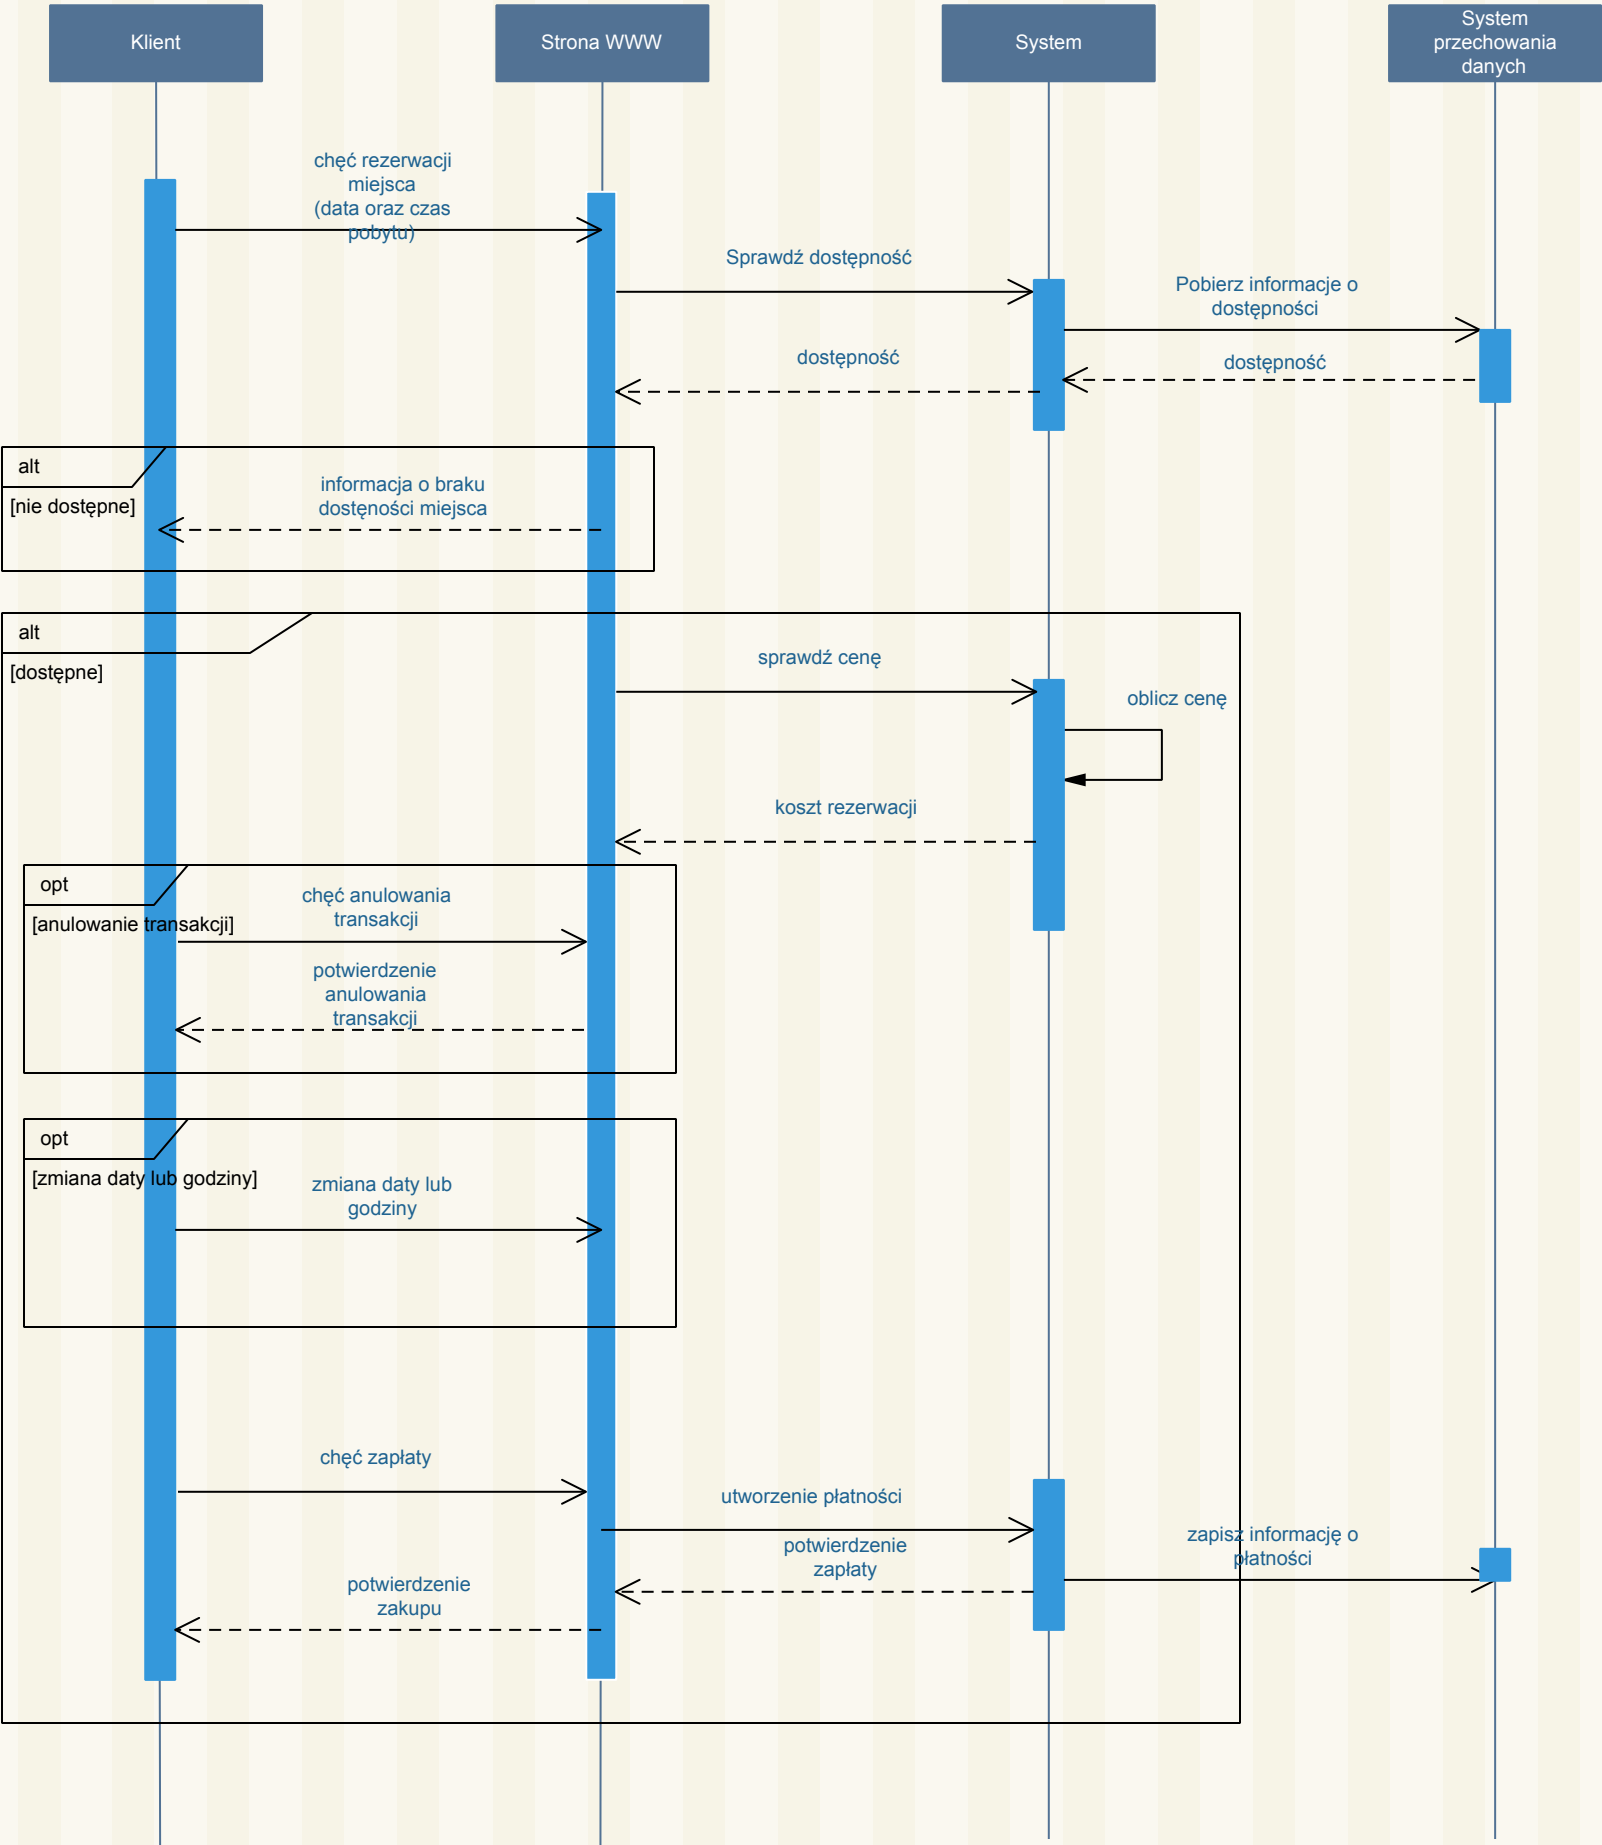 Klient
Strona WWW
System
System
przechowania
danych
chęć rezerwacji
miejsca
(data oraz czas
pobytu)
Sprawdź dostępność
Pobierz informacje o
dostępności
dostępność
dostępność
alt
[nie dostępne]
informacja o braku
dostęności miejsca
alt
[dostępne]
sprawdź cenę
oblicz cenę
koszt rezerwacji
opt
[anulowanie transakcji]
chęć anulowania
transakcji
potwierdzenie
anulowania
transakcji
opt
[zmiana daty lub godziny]
zmiana daty lub
godziny
chęć zapłaty
utworzenie płatności
zapisz informację o
płatności
potwierdzenie
zapłaty
potwierdzenie
zakupu